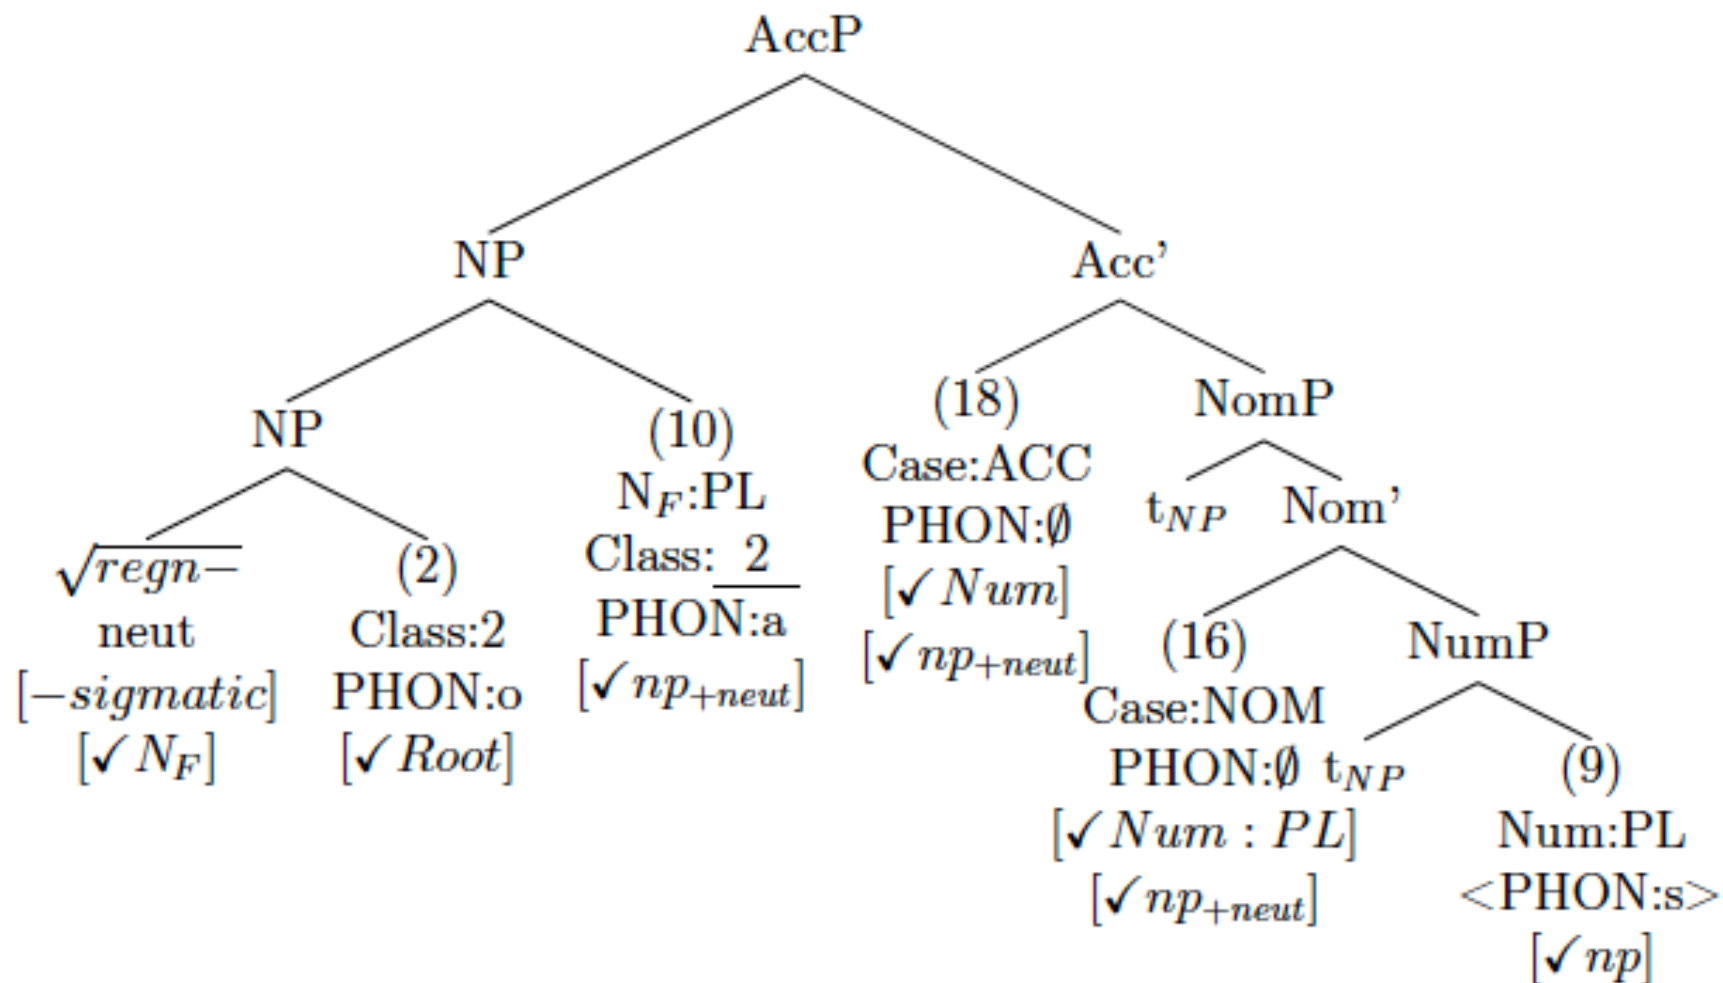 AccP
NP Acc’
NP (10) (18) NomP
N_F:PL Case:ACC
Class: 2 PHON:∅ t_NP Nom’
√regn− (2) PHON:a [✓Num]
neut Class:2 [✓np_+neut] [✓np_+neut] (16) NumP
[−sigmatic] PHON:o Case:NOM
[✓N_F] [✓Root] PHON:∅ t_NP (9)
[✓Num : PL] Num:PL
[✓np_+neut] <PHON:s>
[✓np]